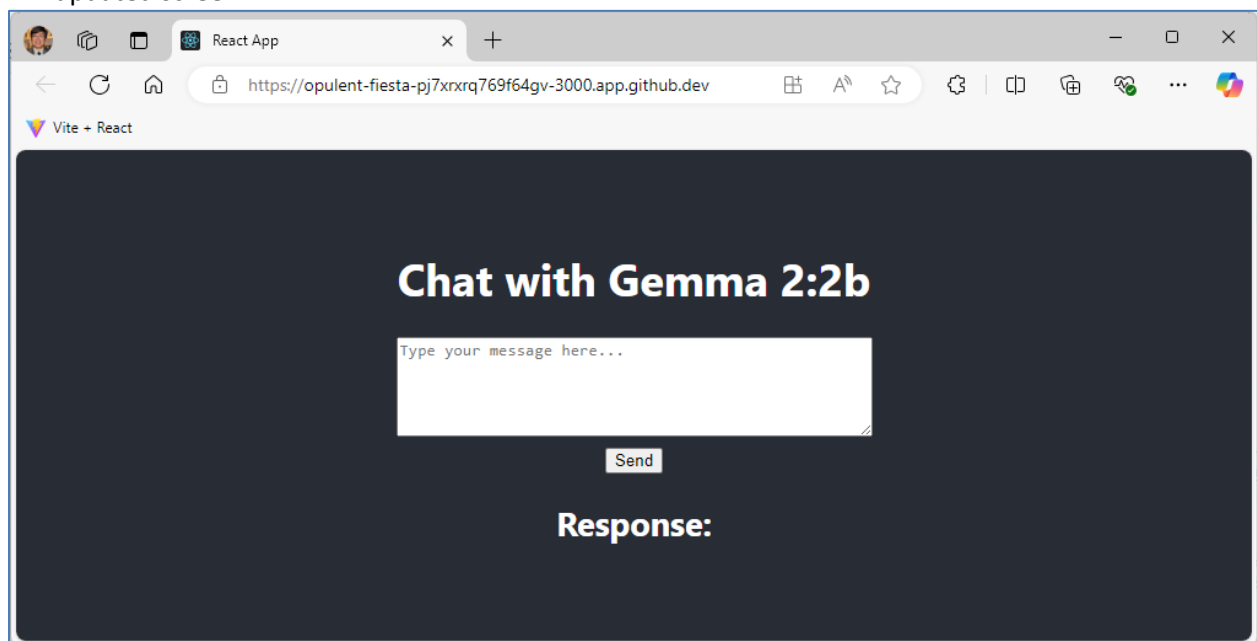 React App
https://opulent-fiesta-pj7xrxrq769f64gv-3000.app.github.dev
Vite + React
Chat with Gemma 2:2b
Type your message here...
Send
Response: